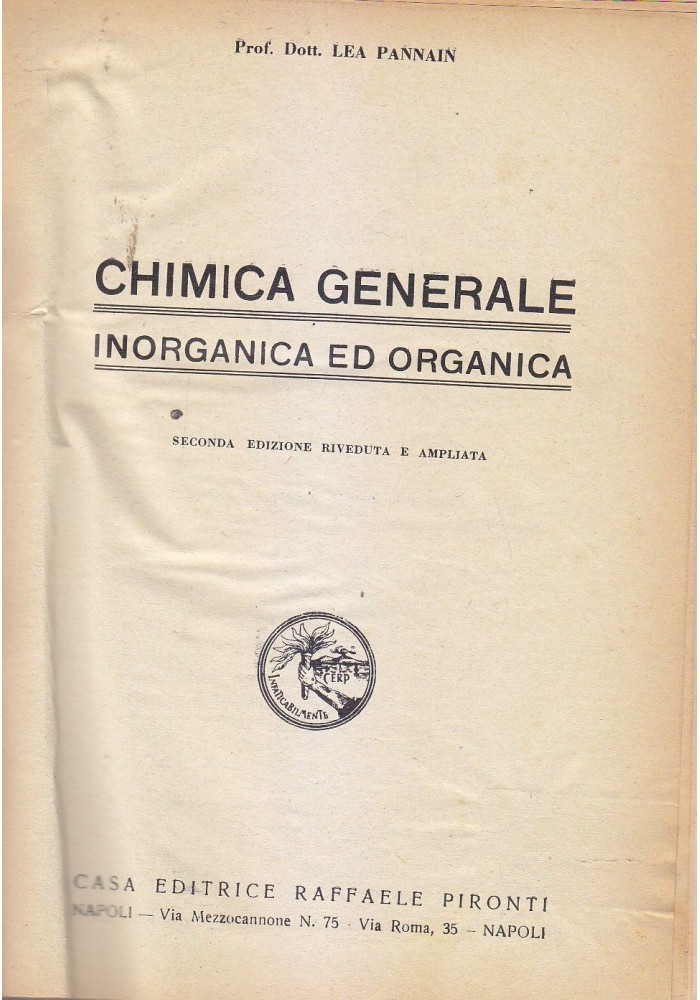 Prof. Dott. LEA PANNAIN
CHIMICA GENERALE
INORGANICA ED ORGANICA
SECONDA EDIZIONE RIVEDUTA E AMPLIATA
CERP
INFATICABILMENTE
CASA EDITRICE RAFFAELE PIRONTI
NAPOLI — Via Mezzocannone N. 75 - Via Roma, 35 — NAPOLI